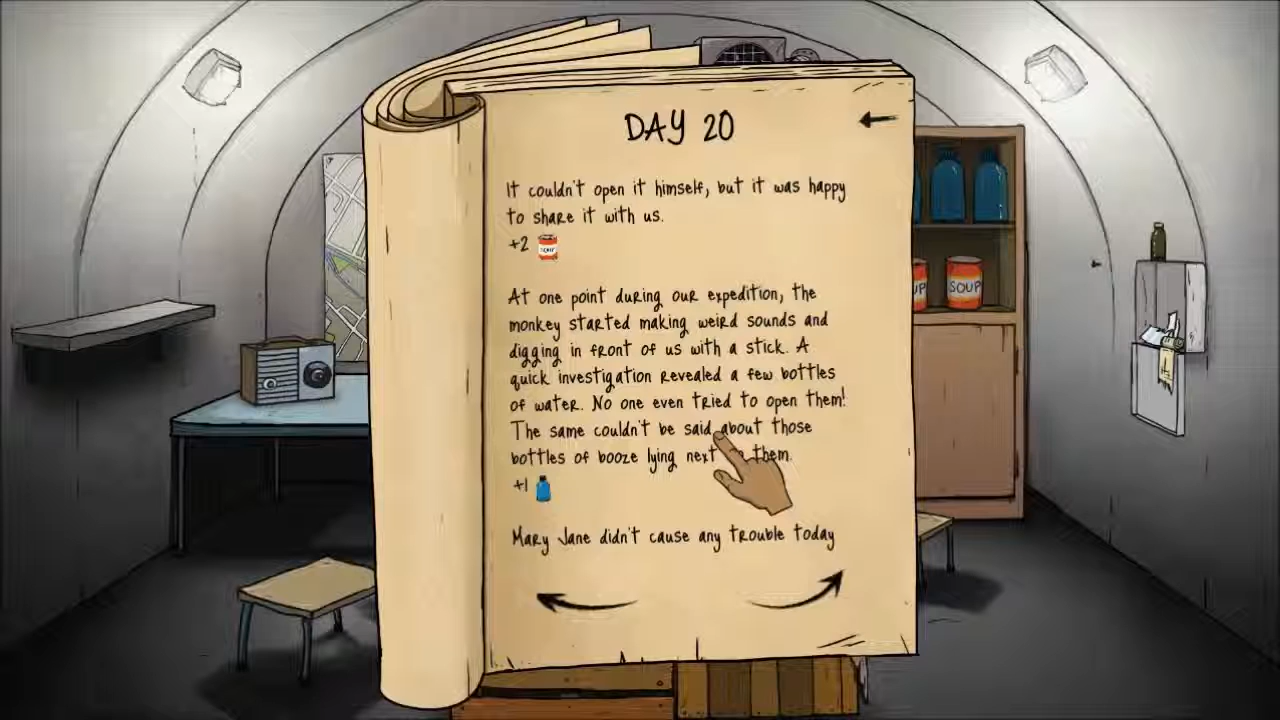 DAY 20
It couldn't open it himself, but it was happy
to share it with us.
+2 SOUP
At one point during our expedition, the
monkey started making weird sounds and
digging in front of us with a stick. A
quick investigation revealed a few bottles
of water. No one even tried to open them!
The same couldn't be said about those
bottles of booze lying next them.
+1
Mary Jane didn't cause any trouble today
UP SOUP